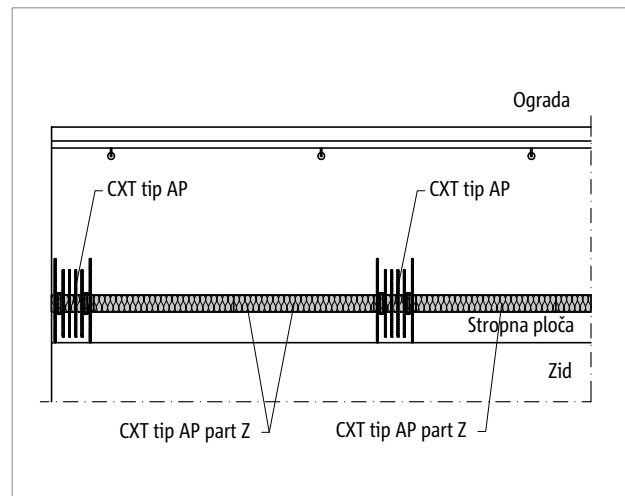 Ograda
CXT tip AP
CXT tip AP
Stropna ploča
Zid
CXT tip AP part Z
CXT tip AP part Z